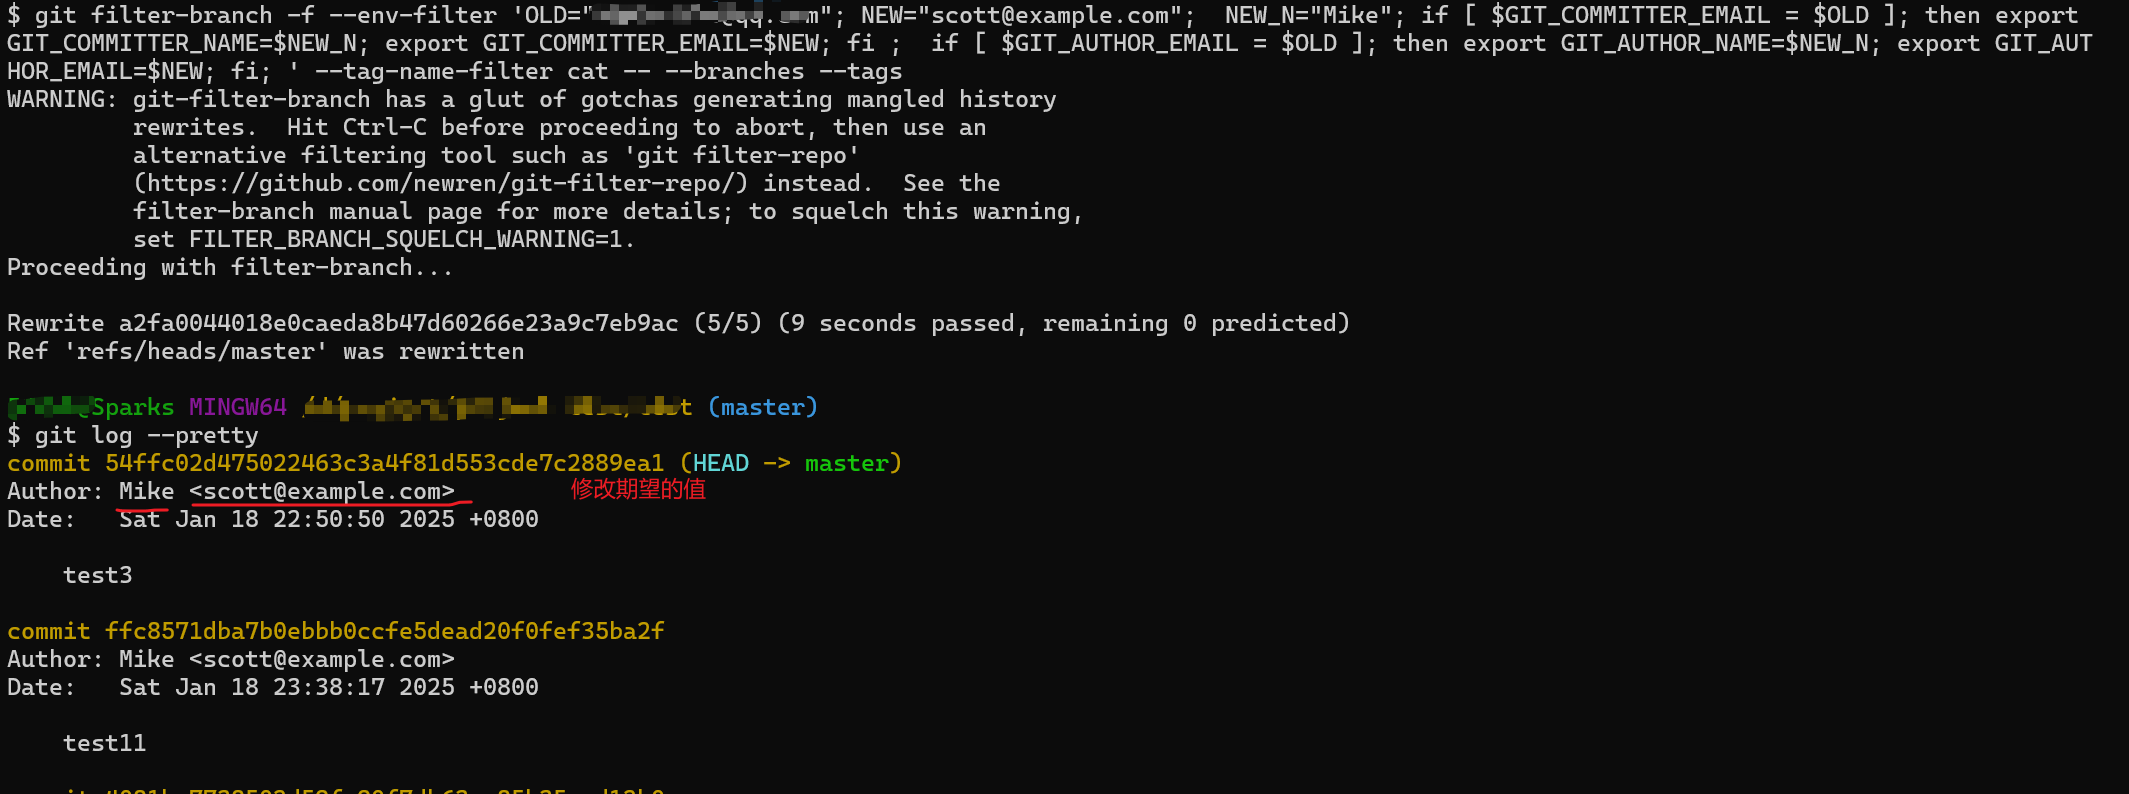 $ git filter-branch -f --env-filter 'OLD=" @qq.com"; NEW="scott@example.com";  NEW_N="Mike"; if [ $GIT_COMMITTER_EMAIL = $OLD ]; then export
GIT_COMMITTER_NAME=$NEW_N; export GIT_COMMITTER_EMAIL=$NEW; fi ;  if [ $GIT_AUTHOR_EMAIL = $OLD ]; then export GIT_AUTHOR_NAME=$NEW_N; export GIT_AUT
HOR_EMAIL=$NEW; fi; ' --tag-name-filter cat -- --branches --tags
WARNING: git-filter-branch has a glut of gotchas generating mangled history
rewrites.  Hit Ctrl-C before proceeding to abort, then use an
alternative filtering tool such as 'git filter-repo'
(https://github.com/newren/git-filter-repo/) instead.  See the
filter-branch manual page for more details; to squelch this warning,
set FILTER_BRANCH_SQUELCH_WARNING=1.
Proceeding with filter-branch...
Rewrite a2fa0044018e0caeda8b47d60266e23a9c7eb9ac (5/5) (9 seconds passed, remaining 0 predicted)
Ref 'refs/heads/master' was rewritten
@Sparks MINGW64 (master)
$ git log --pretty
commit 54ffc02d475022463c3a4f81d553cde7c2889ea1 (HEAD -> master)
Author: Mike <scott@example.com> 修改期望的值
Date:   Sat Jan 18 22:50:50 2025 +0800
test3
commit ffc8571dba7b0ebbb0ccfe5dead20f0fef35ba2f
Author: Mike <scott@example.com>
Date:   Sat Jan 18 23:38:17 2025 +0800
test11